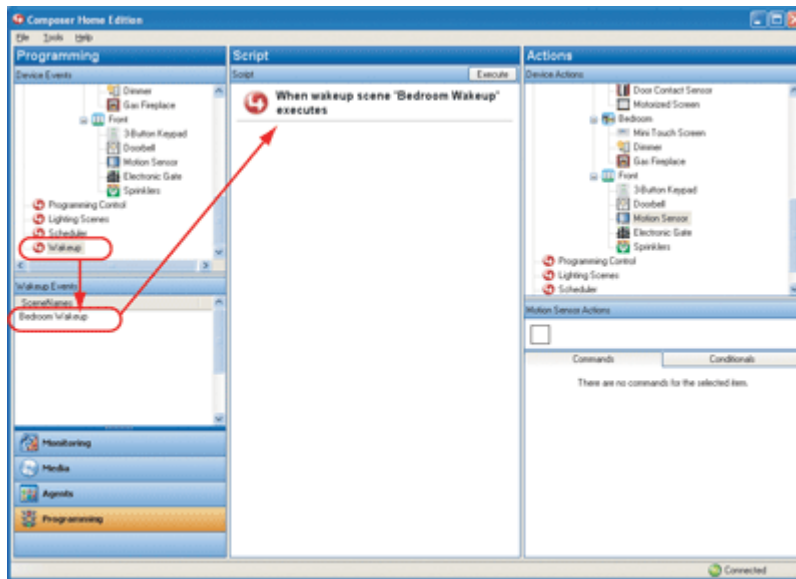 Composer Home Edition
File Tools Help
Programming
Device Events
Dimmer
Gas Fireplace
Front
3-Button Keypad
Doorbell
Motion Sensor
Electronic Gate
Sprinklers
Programming Control
Lighting Scenes
Scheduler
Wakeup
Wakeup Events
SceneNames
Bedroom Wakeup
Monitoring
Media
Agents
Programming
Script
Script Execute
When wakeup scene "Bedroom Wakeup"
executes
Actions
Device Actions
Door Contact Sensor
Motorized Screen
Bedroom
Mini Touch Screen
Dimmer
Gas Fireplace
Front
3-Button Keypad
Doorbell
Motion Sensor
Electronic Gate
Sprinklers
Programming Control
Lighting Scenes
Scheduler
Motion Sensor Actions
Commands Conditionals
There are no commands for the selected item.
Connected